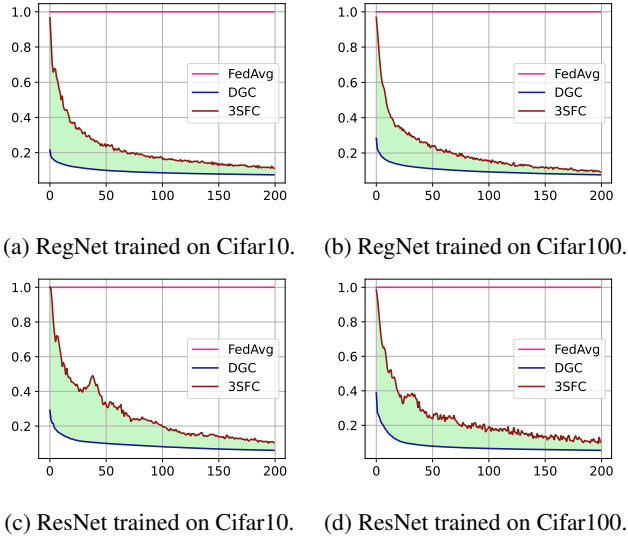 1.0
0.8
0.6
0.4
0.2
0 50 100 150 200
FedAvg
DGC
3SFC
1.0
0.8
0.6
0.4
0.2
0 50 100 150 200
FedAvg
DGC
3SFC
(a) RegNet trained on Cifar10.
(b) RegNet trained on Cifar100.
1.0
0.8
0.6
0.4
0.2
0 50 100 150 200
FedAvg
DGC
3SFC
1.0
0.8
0.6
0.4
0.2
0 50 100 150 200
FedAvg
DGC
3SFC
(c) ResNet trained on Cifar10.
(d) ResNet trained on Cifar100.